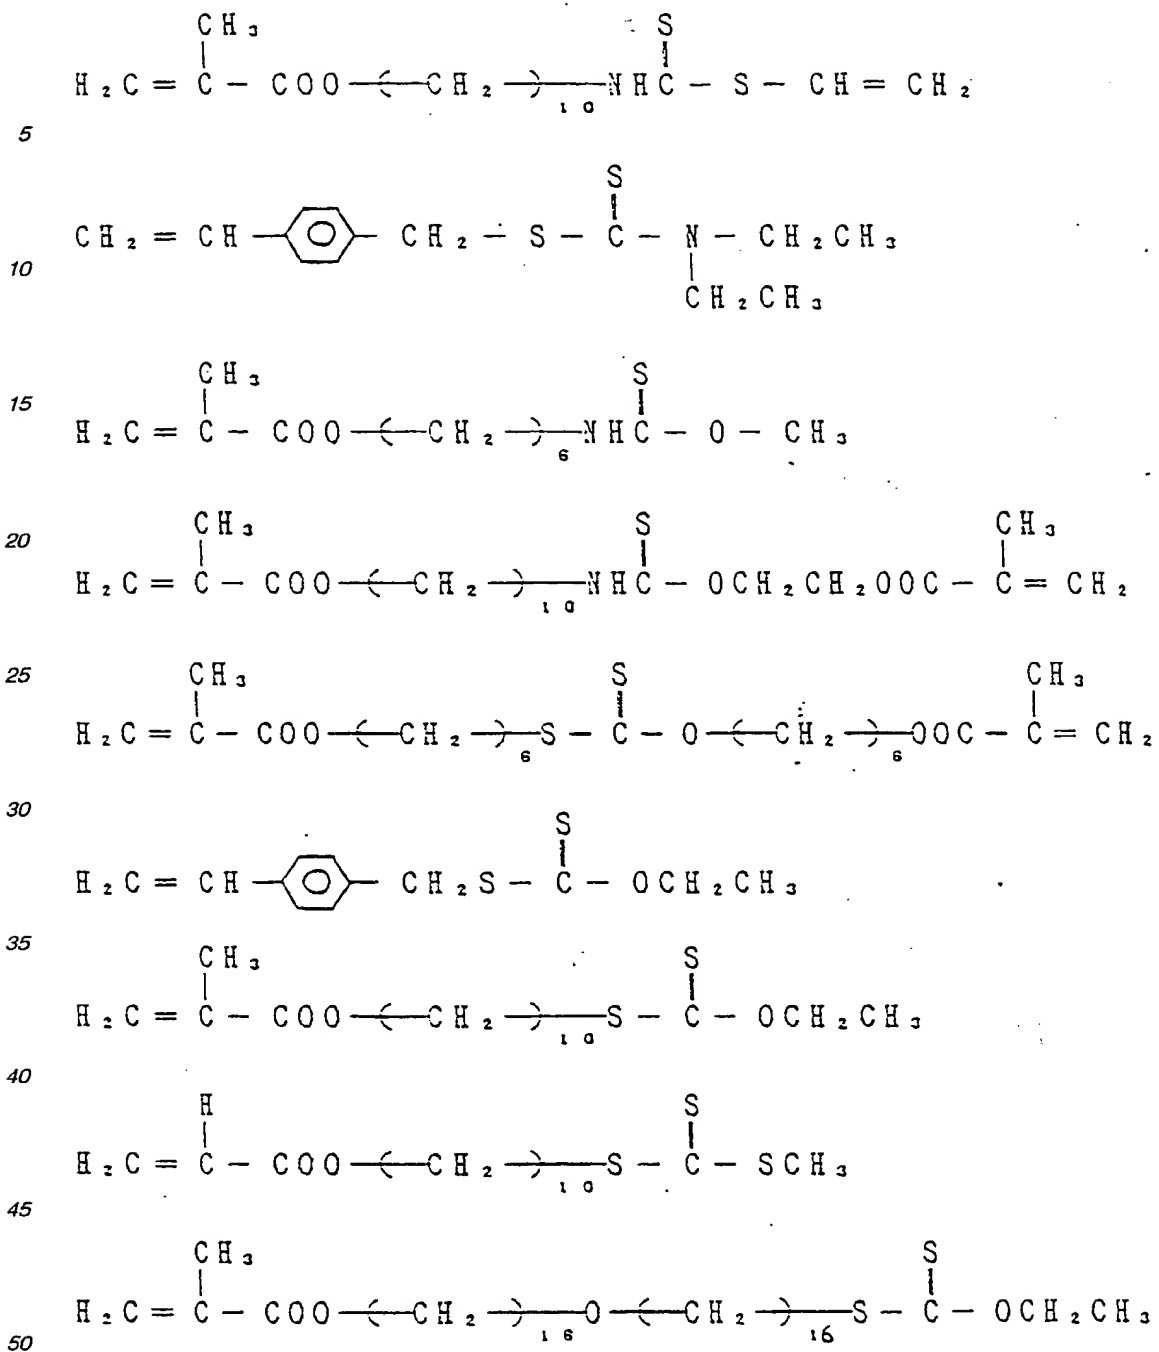 CH₃ S
H₂C = C – COO –( CH₂ )–₁₀ NHC – S – CH = CH₂
5
S
CH₂ = CH – CH₂ – S – C – N – CH₂CH₃
10
CH₂CH₃
CH₃ S
15
H₂C = C – COO –( CH₂ )–₆ NHC – O – CH₃
CH₃ S CH₃
20
H₂C = C – COO –( CH₂ )–₁₀ NHC – OCH₂CH₂OOC – C = CH₂
25
CH₃ S CH₃
H₂C = C – COO –( CH₂ )–₆ S – C – O –( CH₂ )–₆ OOC – C = CH₂
30
S
H₂C = CH – CH₂S – C – OCH₂CH₃
35
CH₃ S
H₂C = C – COO –( CH₂ )–₁₀ S – C – OCH₂CH₃
40
H S
H₂C = C – COO –( CH₂ )–₁₀ S – C – SCH₃
45
CH₃ S
H₂C = C – COO –( CH₂ )–₁₆ O –( CH₂ )–₁₆ S – C – OCH₂CH₃
50